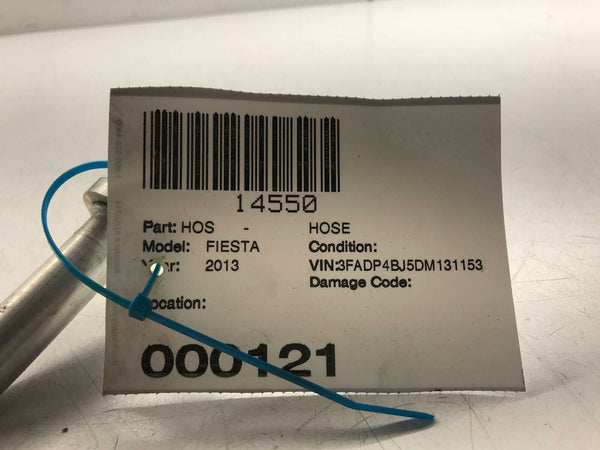 14550
Part: HOS - HOSE
Model: FIESTA Condition:
Year: 2013 VIN:3FADP4BJ5DM131153
Damage Code:
Location:
000121